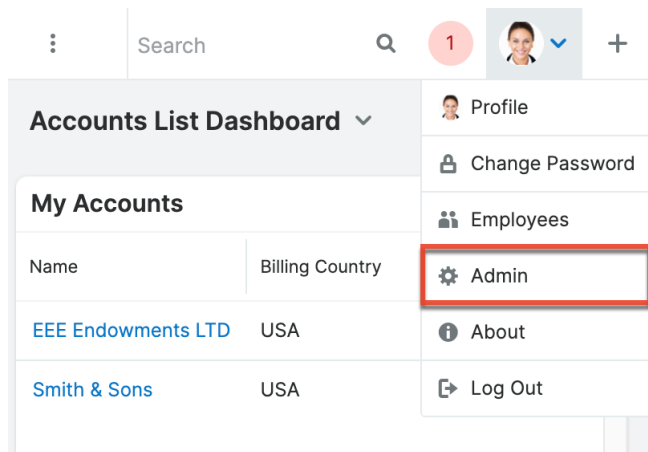 Search
1
Profile
Accounts List Dashboard
Change Password
My Accounts
Employees
Name
Billing Country
Admin
EEE Endowments LTD
USA
About
Smith & Sons
USA
Log Out